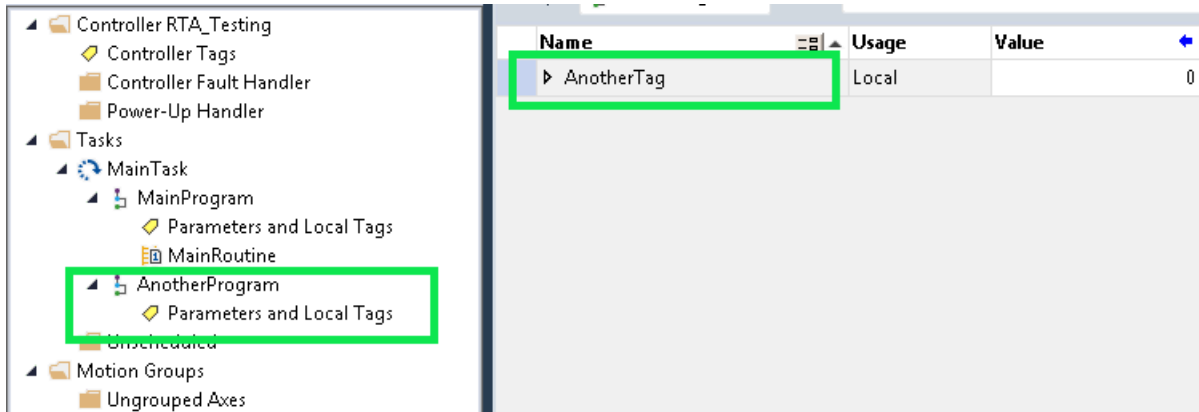 Controller RTA_Testing
Controller Tags
Controller Fault Handler
Power-Up Handler
Tasks
MainTask
MainProgram
Parameters and Local Tags
MainRoutine
AnotherProgram
Parameters and Local Tags
Unscheduled
Motion Groups
Ungrouped Axes
Name Usage Value
AnotherTag Local 0